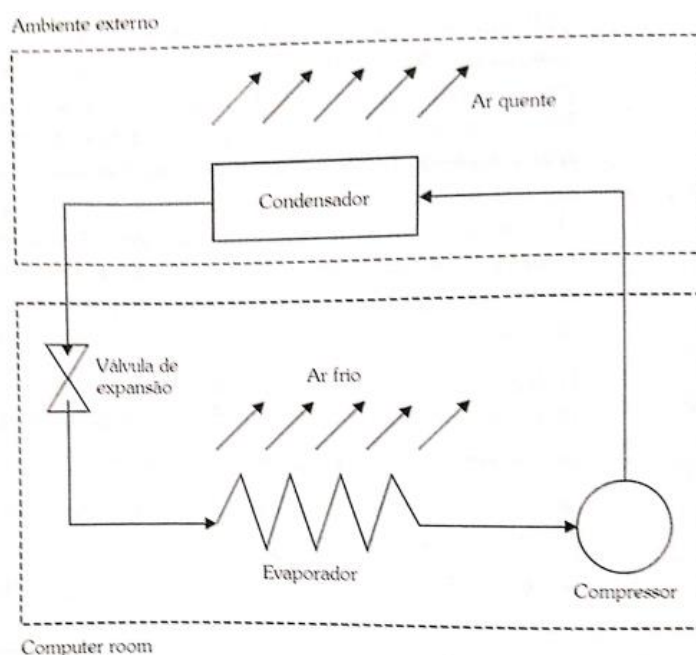 Ambiente externo
Ar quente
Condensador
Válvula de
expansão
Ar frio
Evaporador
Compressor
Computer room